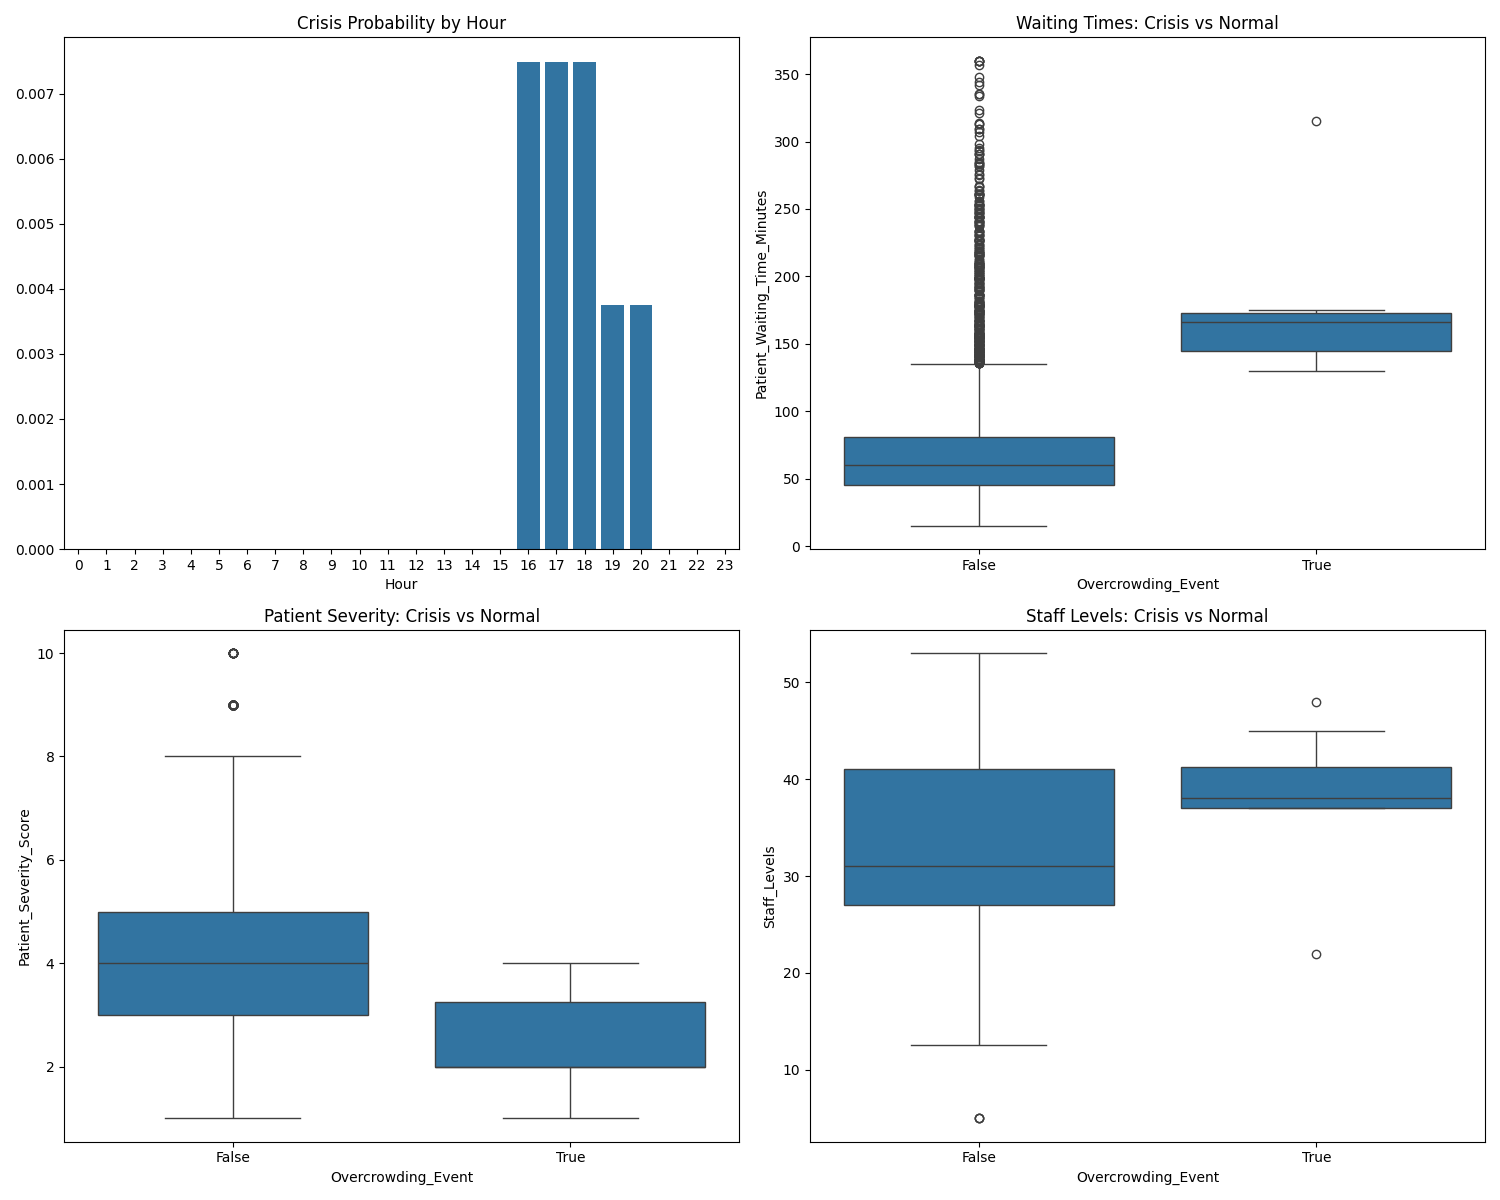 Crisis Probability by Hour
0.007
0.006
0.005
0.004
0.003
0.002
0.001
0.000
0 1 2 3 4 5 6 7 8 9 10 11 12 13 14 15 16 17 18 19 20 21 22 23
Hour
Waiting Times: Crisis vs Normal
Patient_Waiting_Time_Minutes
350
300
250
200
150
100
50
0
False True
Overcrowding_Event
Patient Severity: Crisis vs Normal
Patient_Severity_Score
10
8
6
4
2
False True
Overcrowding_Event
Staff Levels: Crisis vs Normal
Staff_Levels
50
40
30
20
10
False True
Overcrowding_Event